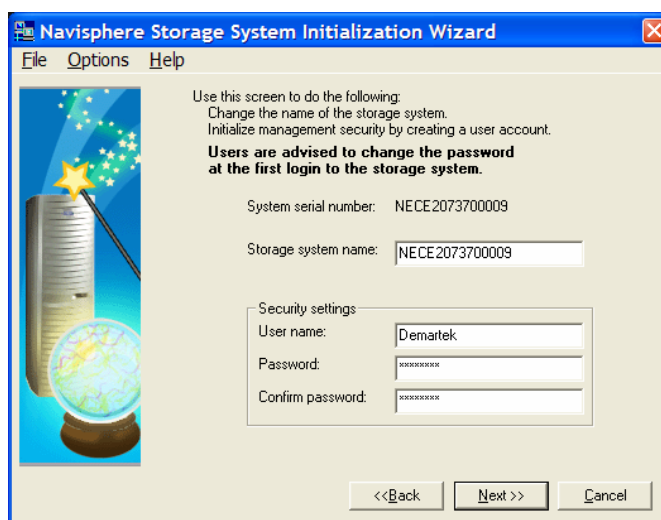 Navisphere Storage System Initialization Wizard
File Options Help
Use this screen to do the following:
Change the name of the storage system.
Initialize management security by creating a user account.
Users are advised to change the password
at the first login to the storage system.
System serial number: NECE2073700009
Storage system name: NECE2073700009
Security settings
User name: Demartek
Password: ********
Confirm password: ********
<<Back Next>> Cancel